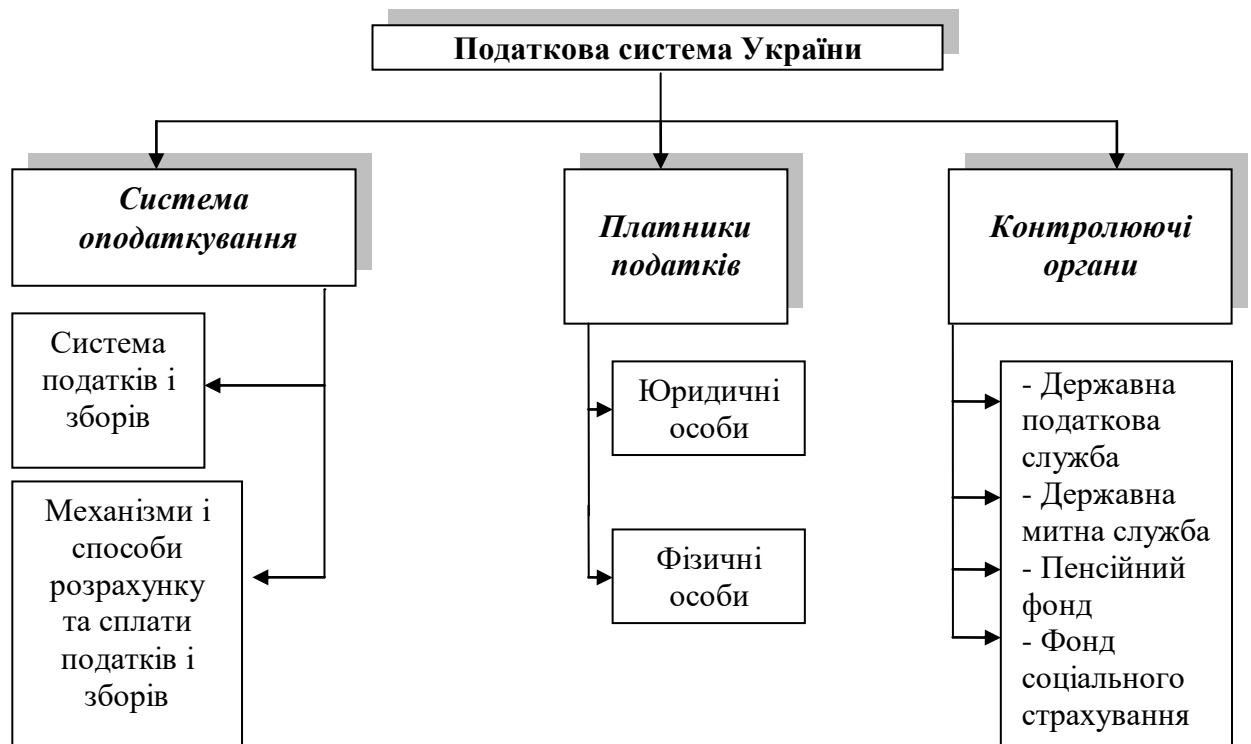 Податкова система України
Система
оподаткування
Система
податків і
зборів
Механізми і
способи
розрахунку
та сплати
податків і
зборів
Платники
податків
Юридичні
особи
Фізичні
особи
Контролюючі
органи
- Державна
податкова
служба
- Державна
митна служба
- Пенсійний
фонд
- Фонд
соціального
страхування